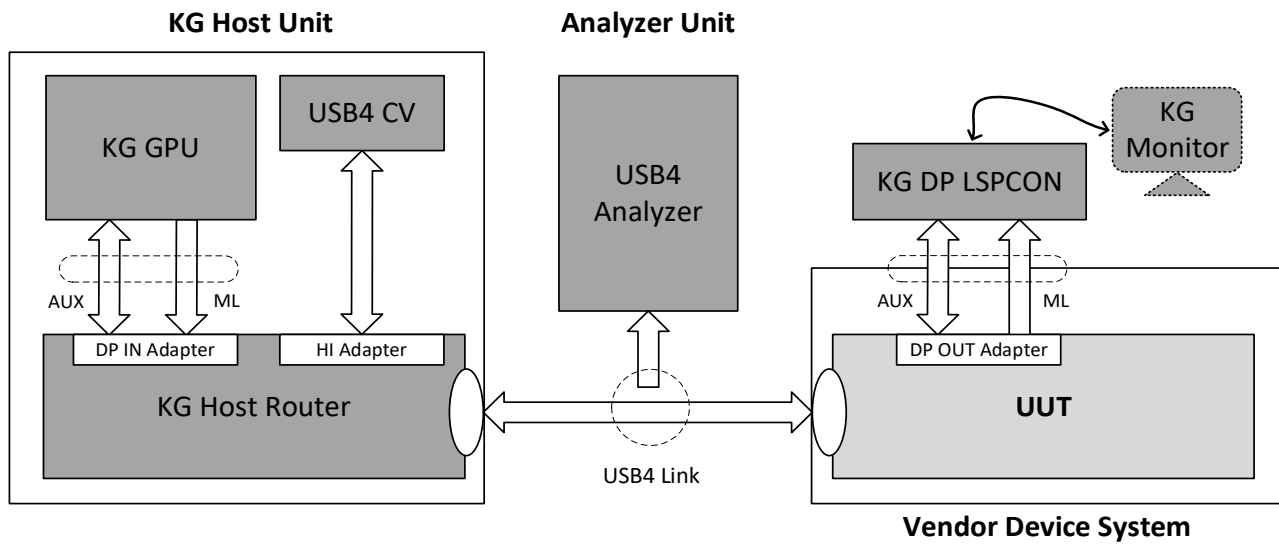 KG Host Unit
Analyzer Unit
KG GPU
USB4 CV
USB4
Analyzer
KG
Monitor
KG DP LSPCON
AUX
ML
AUX
ML
DP IN Adapter
HI Adapter
DP OUT Adapter
KG Host Router
UUT
USB4 Link
Vendor Device System